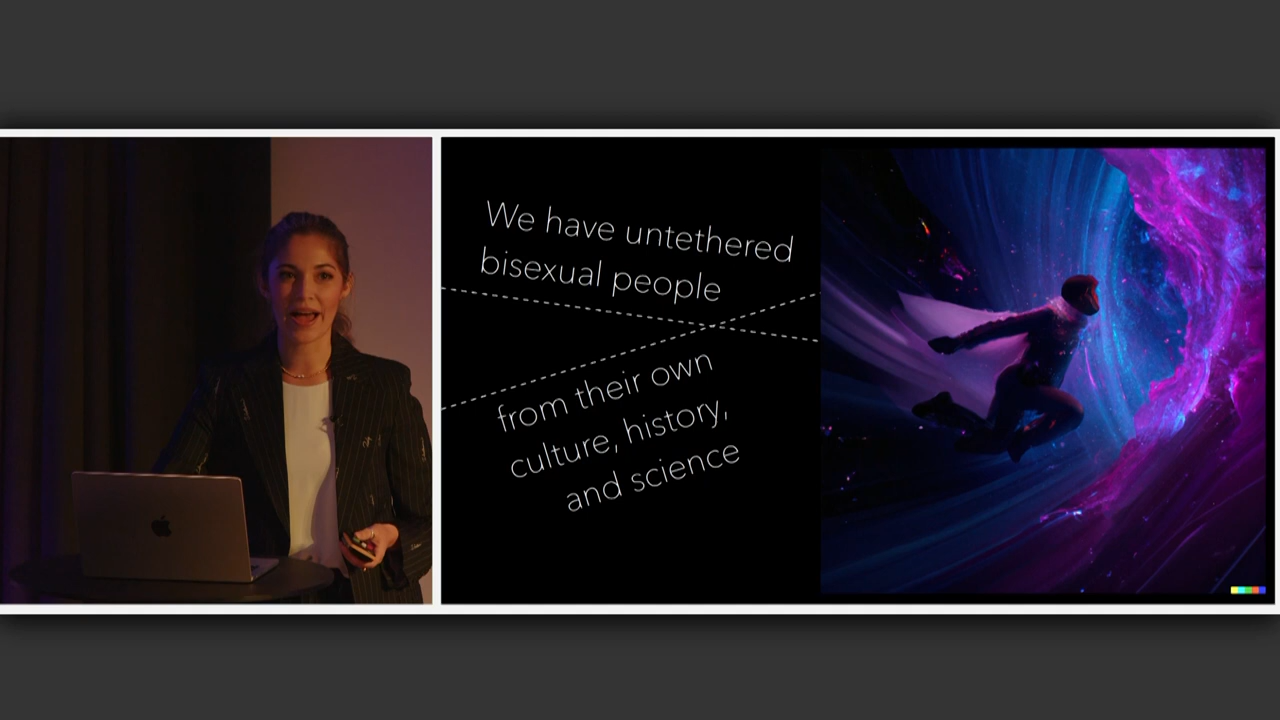 We have untethered
bisexual people
from their own
culture, history,
and science